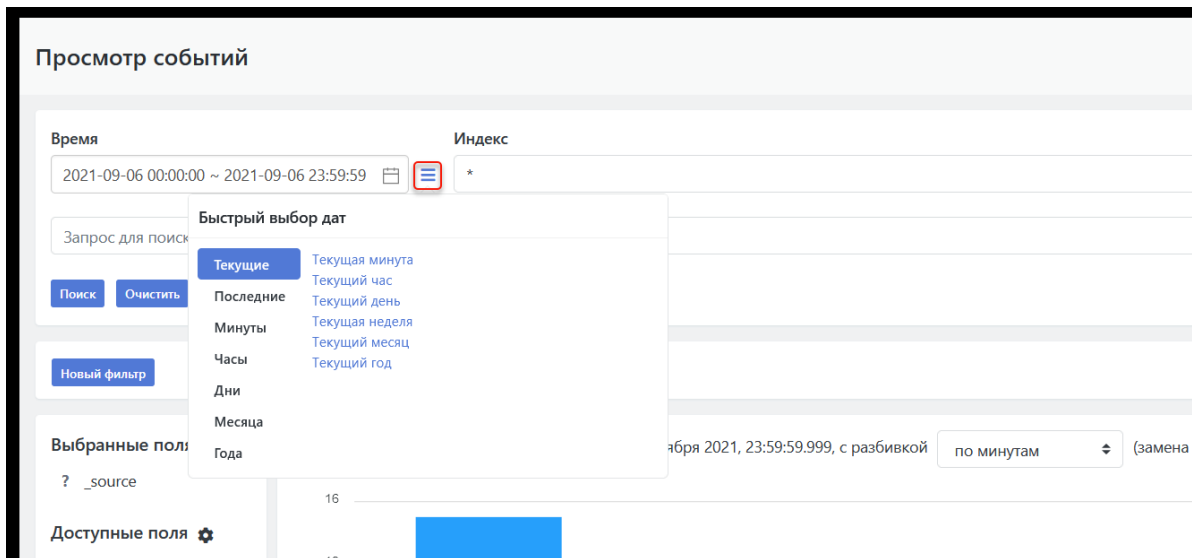 Просмотр событий
Время
Индекс
2021-09-06 00:00:00 ~ 2021-09-06 23:59:59
*
Быстрый выбор дат
Запрос для поиск
Текущие
Текущая минута
Текущий час
Поиск
Очистить
Последние
Текущий день
Минуты
Текущая неделя
Текущий месяц
Часы
Текущий год
Новый фильтр
Дни
Месяца
Выбранные поля
Года
ября 2021, 23:59:59.999, с разбивкой
по минутам
(замена
? _source
16
Доступные поля